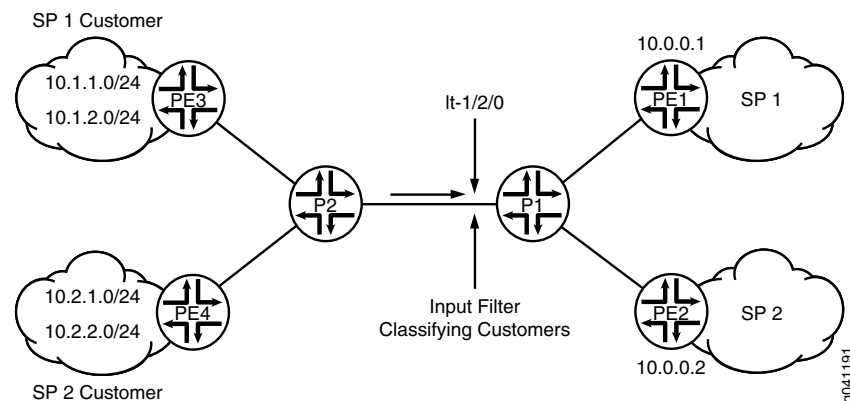 SP 1 Customer
10.1.1.0/24
10.1.2.0/24
PE3
lt-1/2/0
10.0.0.1
PE1
SP 1
P2
P1
10.2.1.0/24
10.2.2.0/24
PE4
SP 2 Customer
Input Filter
Classifying Customers
PE2
SP 2
10.0.0.2
g041191